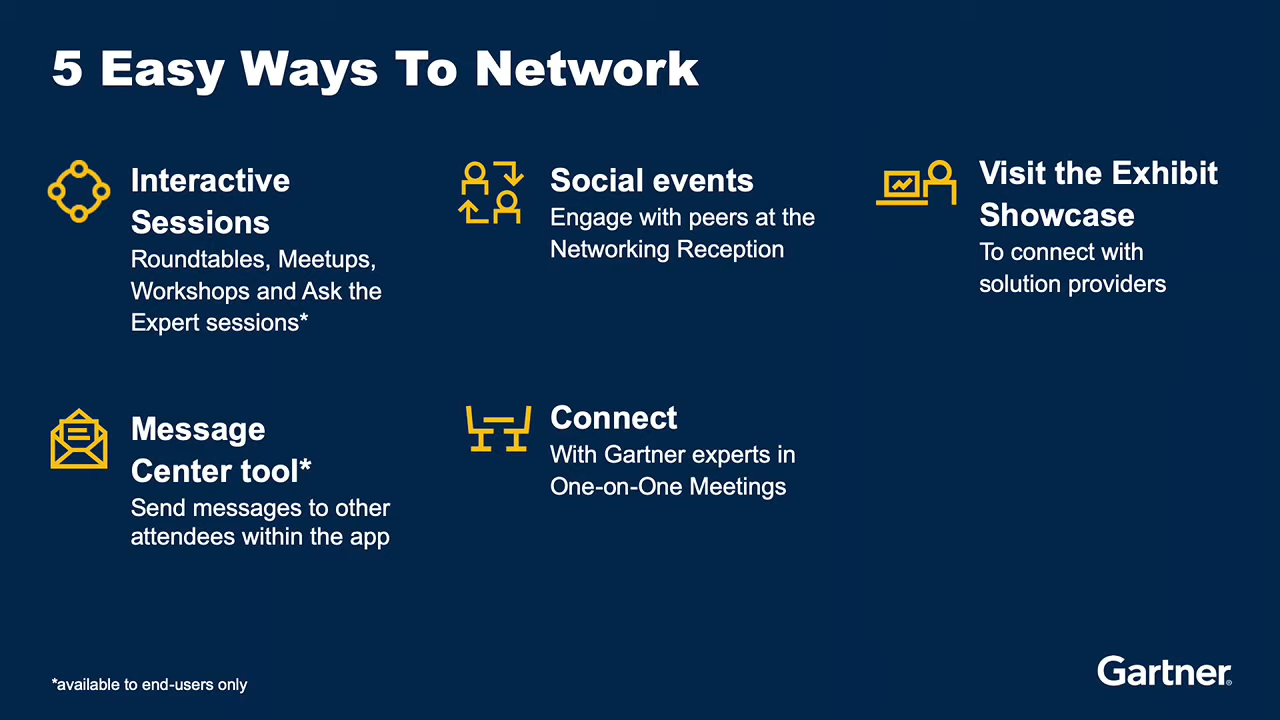 5 Easy Ways To Network
Interactive
Sessions
Roundtables, Meetups,
Workshops and Ask the
Expert sessions*
Social events
Engage with peers at the
Networking Reception
Visit the Exhibit
Showcase
To connect with
solution providers
Message
Center tool*
Send messages to other
attendees within the app
Connect
With Gartner experts in
One-on-One Meetings
*available to end-users only
Gartner®